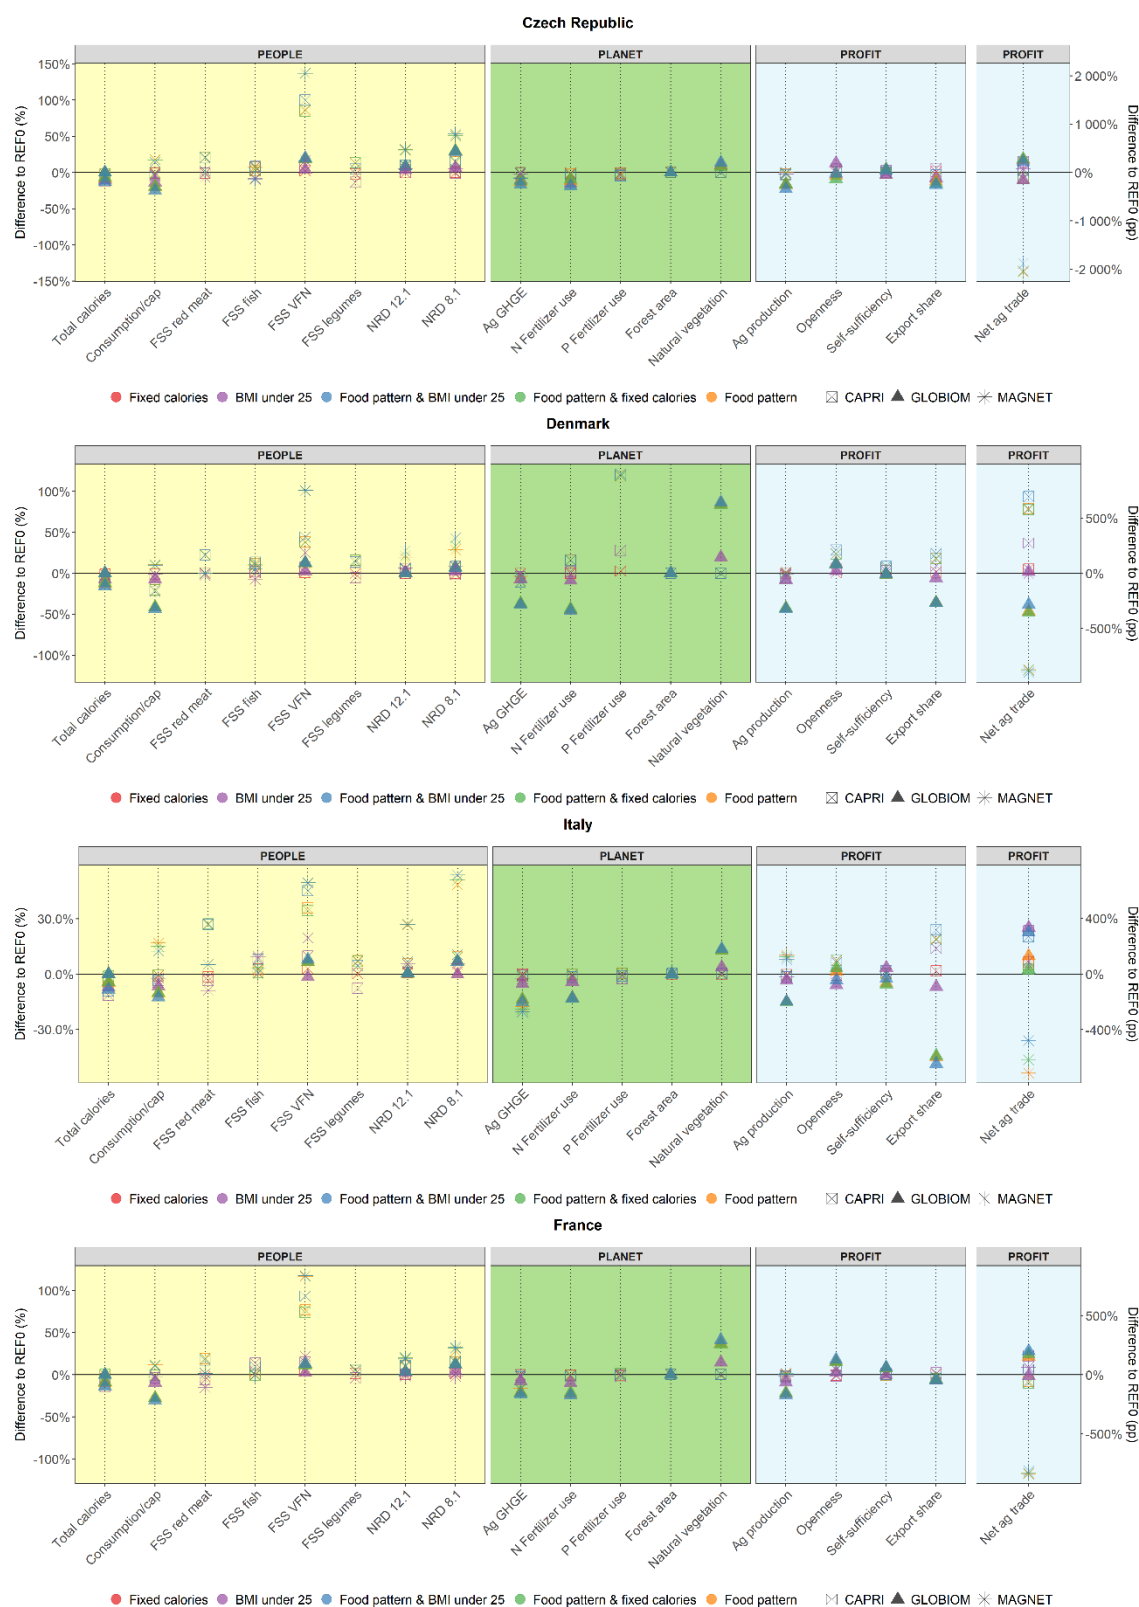 Czech Republic
PEOPLE PLANET PROFIT PROFIT
Difference to REF0 (%)
150%
100%
50%
0%
-50%
-100%
-150%
2 000%
1 000%
0%
-1 000%
-2 000%
Difference to REF0 (pp)
Total calories Consumption/cap FSS red meat FSS fish FSS VFN FSS legumes NRD 12.1 NRD 8.1 Ag GHGE N Fertilizer use P Fertilizer use Forest area Natural vegetation Ag production Openness Self-sufficiency Export share Net ag trade
Fixed calories BMI under 25 Food pattern & BMI under 25 Food pattern & fixed calories Food pattern CAPRI GLOBIOM MAGNET
Denmark
PEOPLE PLANET PROFIT PROFIT
Difference to REF0 (%)
100%
50%
0%
-50%
-100%
500%
0%
-500%
Difference to REF0 (pp)
Total calories Consumption/cap FSS red meat FSS fish FSS VFN FSS legumes NRD 12.1 NRD 8.1 Ag GHGE N Fertilizer use P Fertilizer use Forest area Natural vegetation Ag production Openness Self-sufficiency Export share Net ag trade
Fixed calories BMI under 25 Food pattern & BMI under 25 Food pattern & fixed calories Food pattern CAPRI GLOBIOM MAGNET
Italy
PEOPLE PLANET PROFIT PROFIT
Difference to REF0 (%)
30.0%
0.0%
-30.0%
400%
0%
-400%
Difference to REF0 (pp)
Total calories Consumption/cap FSS red meat FSS fish FSS VFN FSS legumes NRD 12.1 NRD 8.1 Ag GHGE N Fertilizer use P Fertilizer use Forest area Natural vegetation Ag production Openness Self-sufficiency Export share Net ag trade
Fixed calories BMI under 25 Food pattern & BMI under 25 Food pattern & fixed calories Food pattern CAPRI GLOBIOM MAGNET
France
PEOPLE PLANET PROFIT PROFIT
Difference to REF0 (%)
100%
50%
0%
-50%
-100%
500%
0%
-500%
Difference to REF0 (pp)
Total calories Consumption/cap FSS red meat FSS fish FSS VFN FSS legumes NRD 12.1 NRD 8.1 Ag GHGE N Fertilizer use P Fertilizer use Forest area Natural vegetation Ag production Openness Self-sufficiency Export share Net ag trade
Fixed calories BMI under 25 Food pattern & BMI under 25 Food pattern & fixed calories Food pattern CAPRI GLOBIOM MAGNET